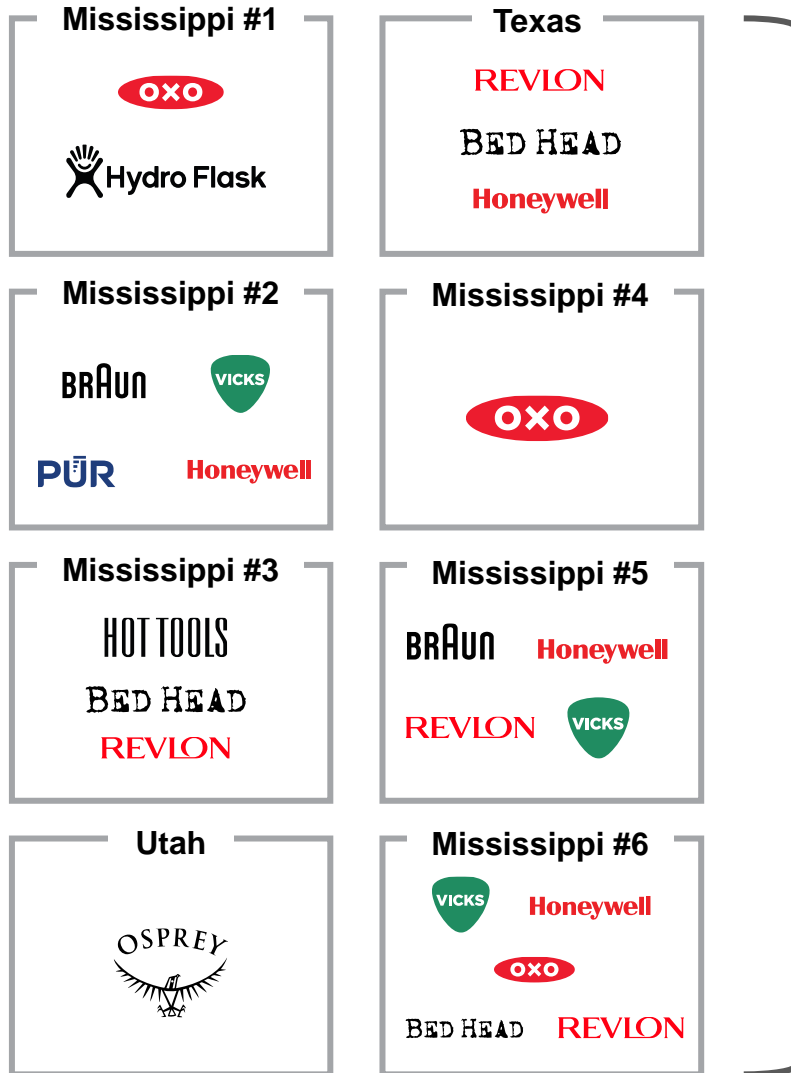 Mississippi #1
OXO
Hydro Flask
Texas
REVLON
BED HEAD
Honeywell
Mississippi #2
BRAUN
VICKS
PŪR
Honeywell
Mississippi #4
OXO
Mississippi #3
HOT TOOLS
BED HEAD
REVLON
Mississippi #5
BRAUN
Honeywell
REVLON
VICKS
Utah
OSPREY
Mississippi #6
VICKS
Honeywell
OXO
BED HEAD
REVLON